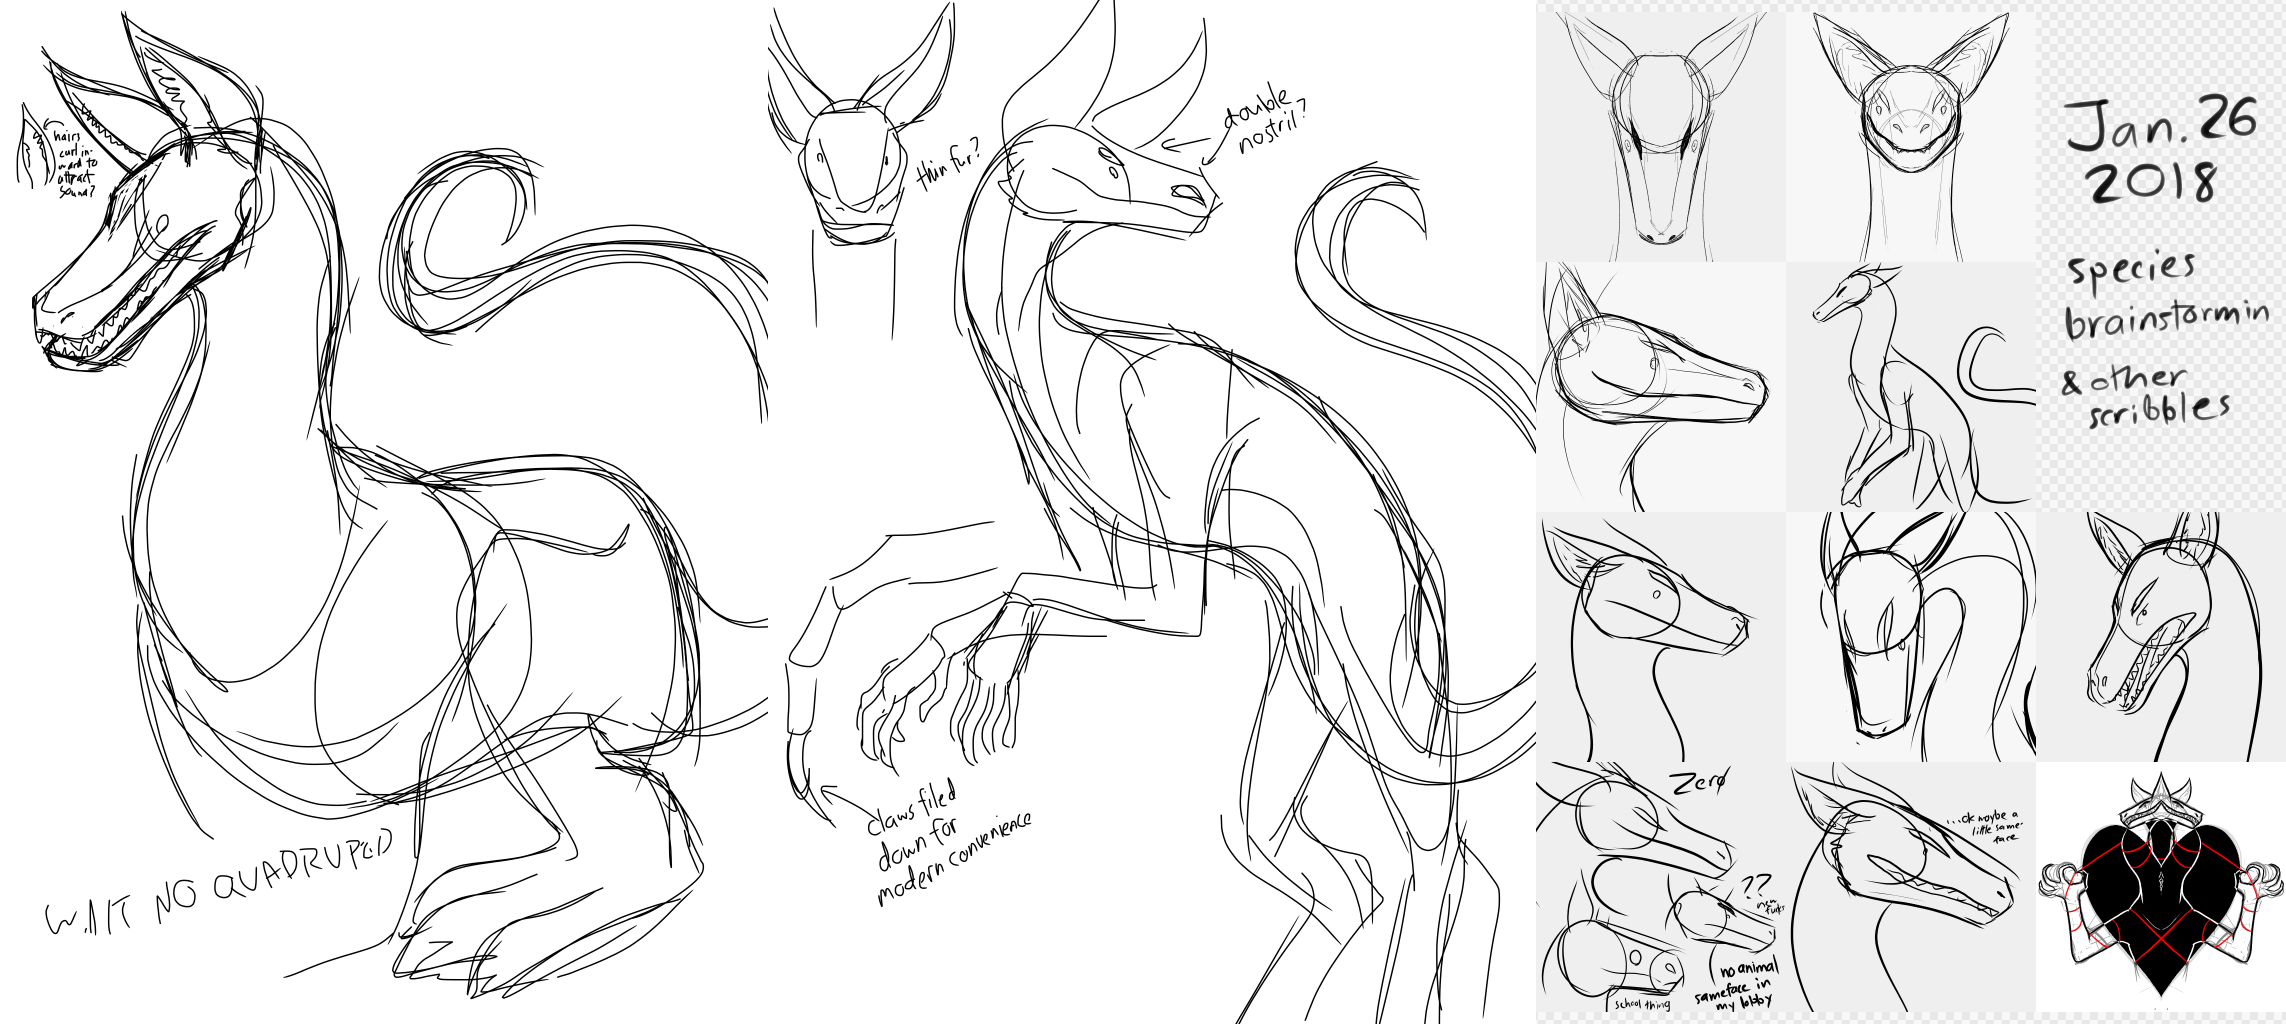 hairs
curl in-
ward to
attract
sound?
WAIT NO QUADRUPED
thin fur?
double
nostril?
claws filed
down for
modern convenience
Jan. 26
2018
species
brainstormin
& other
scribbles
Zerø
??
new
no animal
sameface in
my lobby
school thing
...ok maybe a
little same-
face